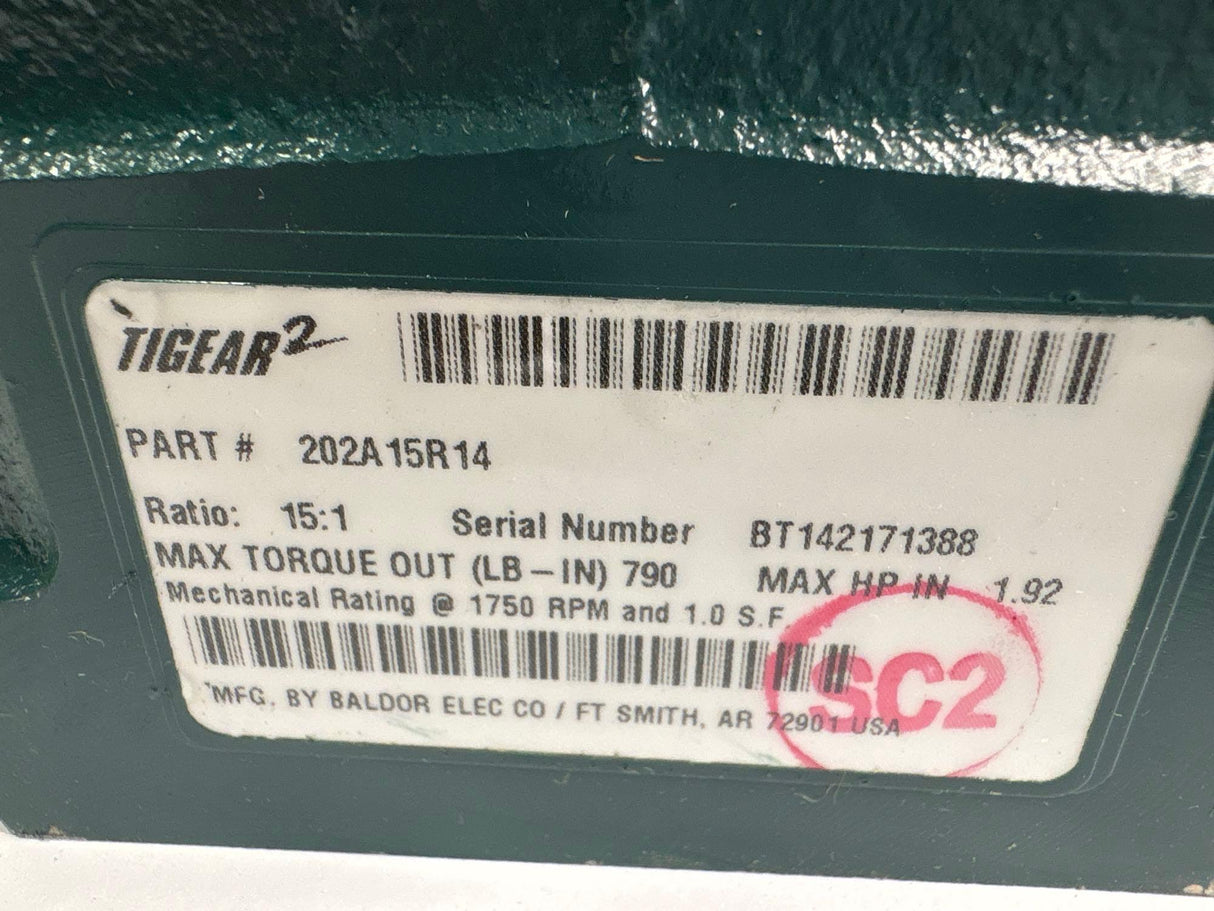 TIGEAR2
PART # 202A15R14
Ratio: 15:1 Serial Number BT142171388
MAX TORQUE OUT (LB-IN) 790 MAX HP IN 1.92
Mechanical Rating @ 1750 RPM and 1.0 S.F.
SC2
MFG. BY BALDOR ELEC CO / FT SMITH, AR 72901 USA